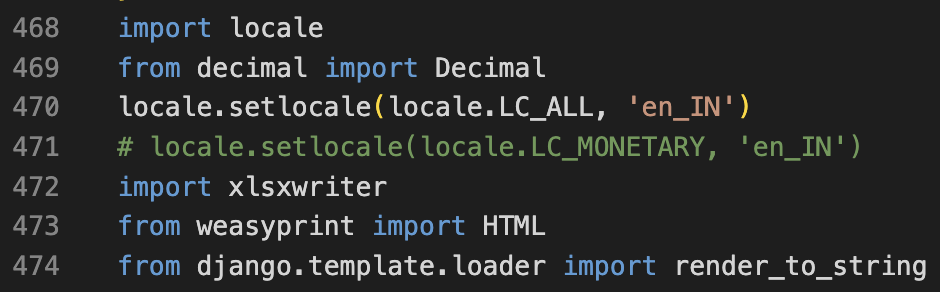 468 import locale
469 from decimal import Decimal
470 locale.setlocale(locale.LC_ALL, 'en_IN')
471 # locale.setlocale(locale.LC_MONETARY, 'en_IN')
472 import xlsxwriter
473 from weasyprint import HTML
474 from django.template.loader import render_to_string